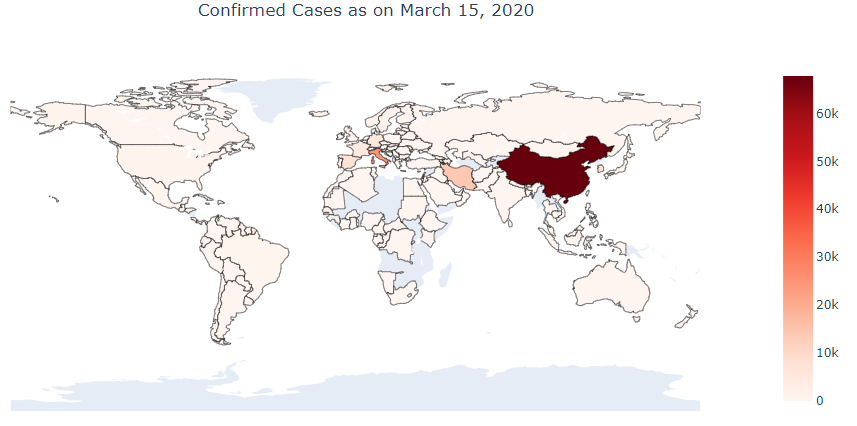 Confirmed Cases as on March 15, 2020
60k
50k
40k
30k
20k
10k
0